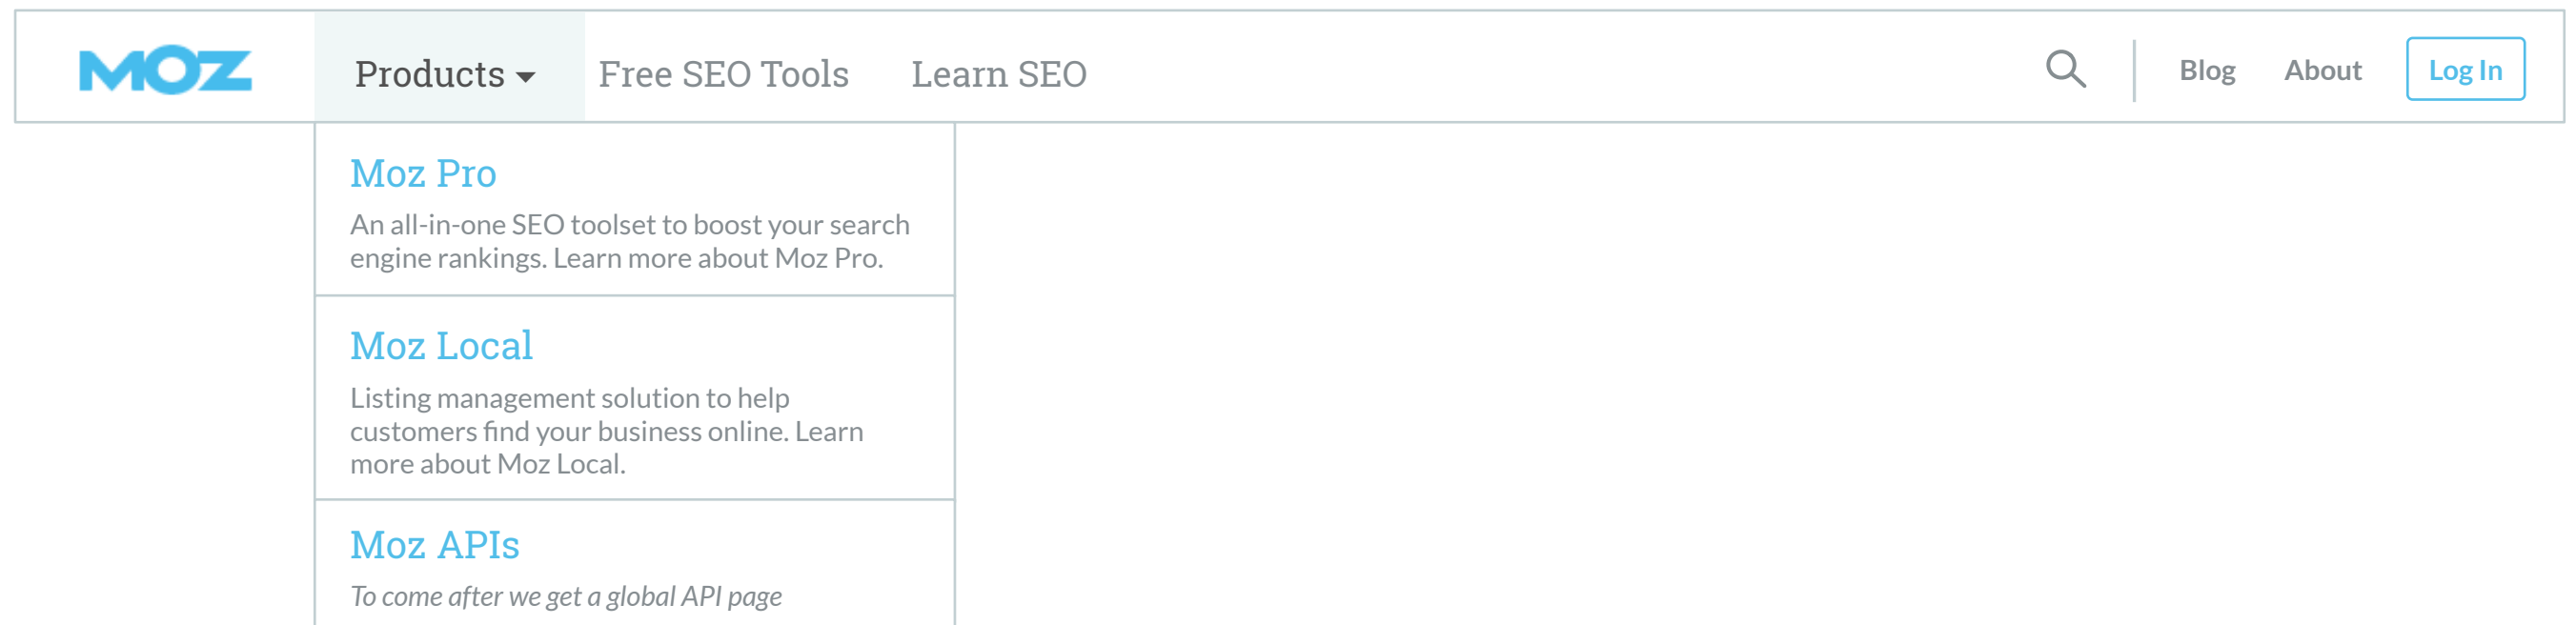 MOZ Products Free SEO Tools Learn SEO Blog About Log In
Moz Pro
An all-in-one SEO toolset to boost your search
engine rankings. Learn more about Moz Pro.
Moz Local
Listing management solution to help
customers find your business online. Learn
more about Moz Local.
Moz APIs
To come after we get a global API page